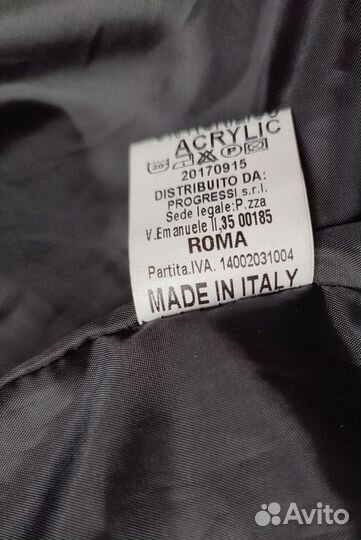 ACRYLIC
30
P
20170915
DISTRIBUITO DA:
PROGRESSI s.r.l.
Sede legale:P.zza
V.Emanuele II,35 00185
ROMA
Partita.IVA. 14002031004
MADE IN ITALY
Avito